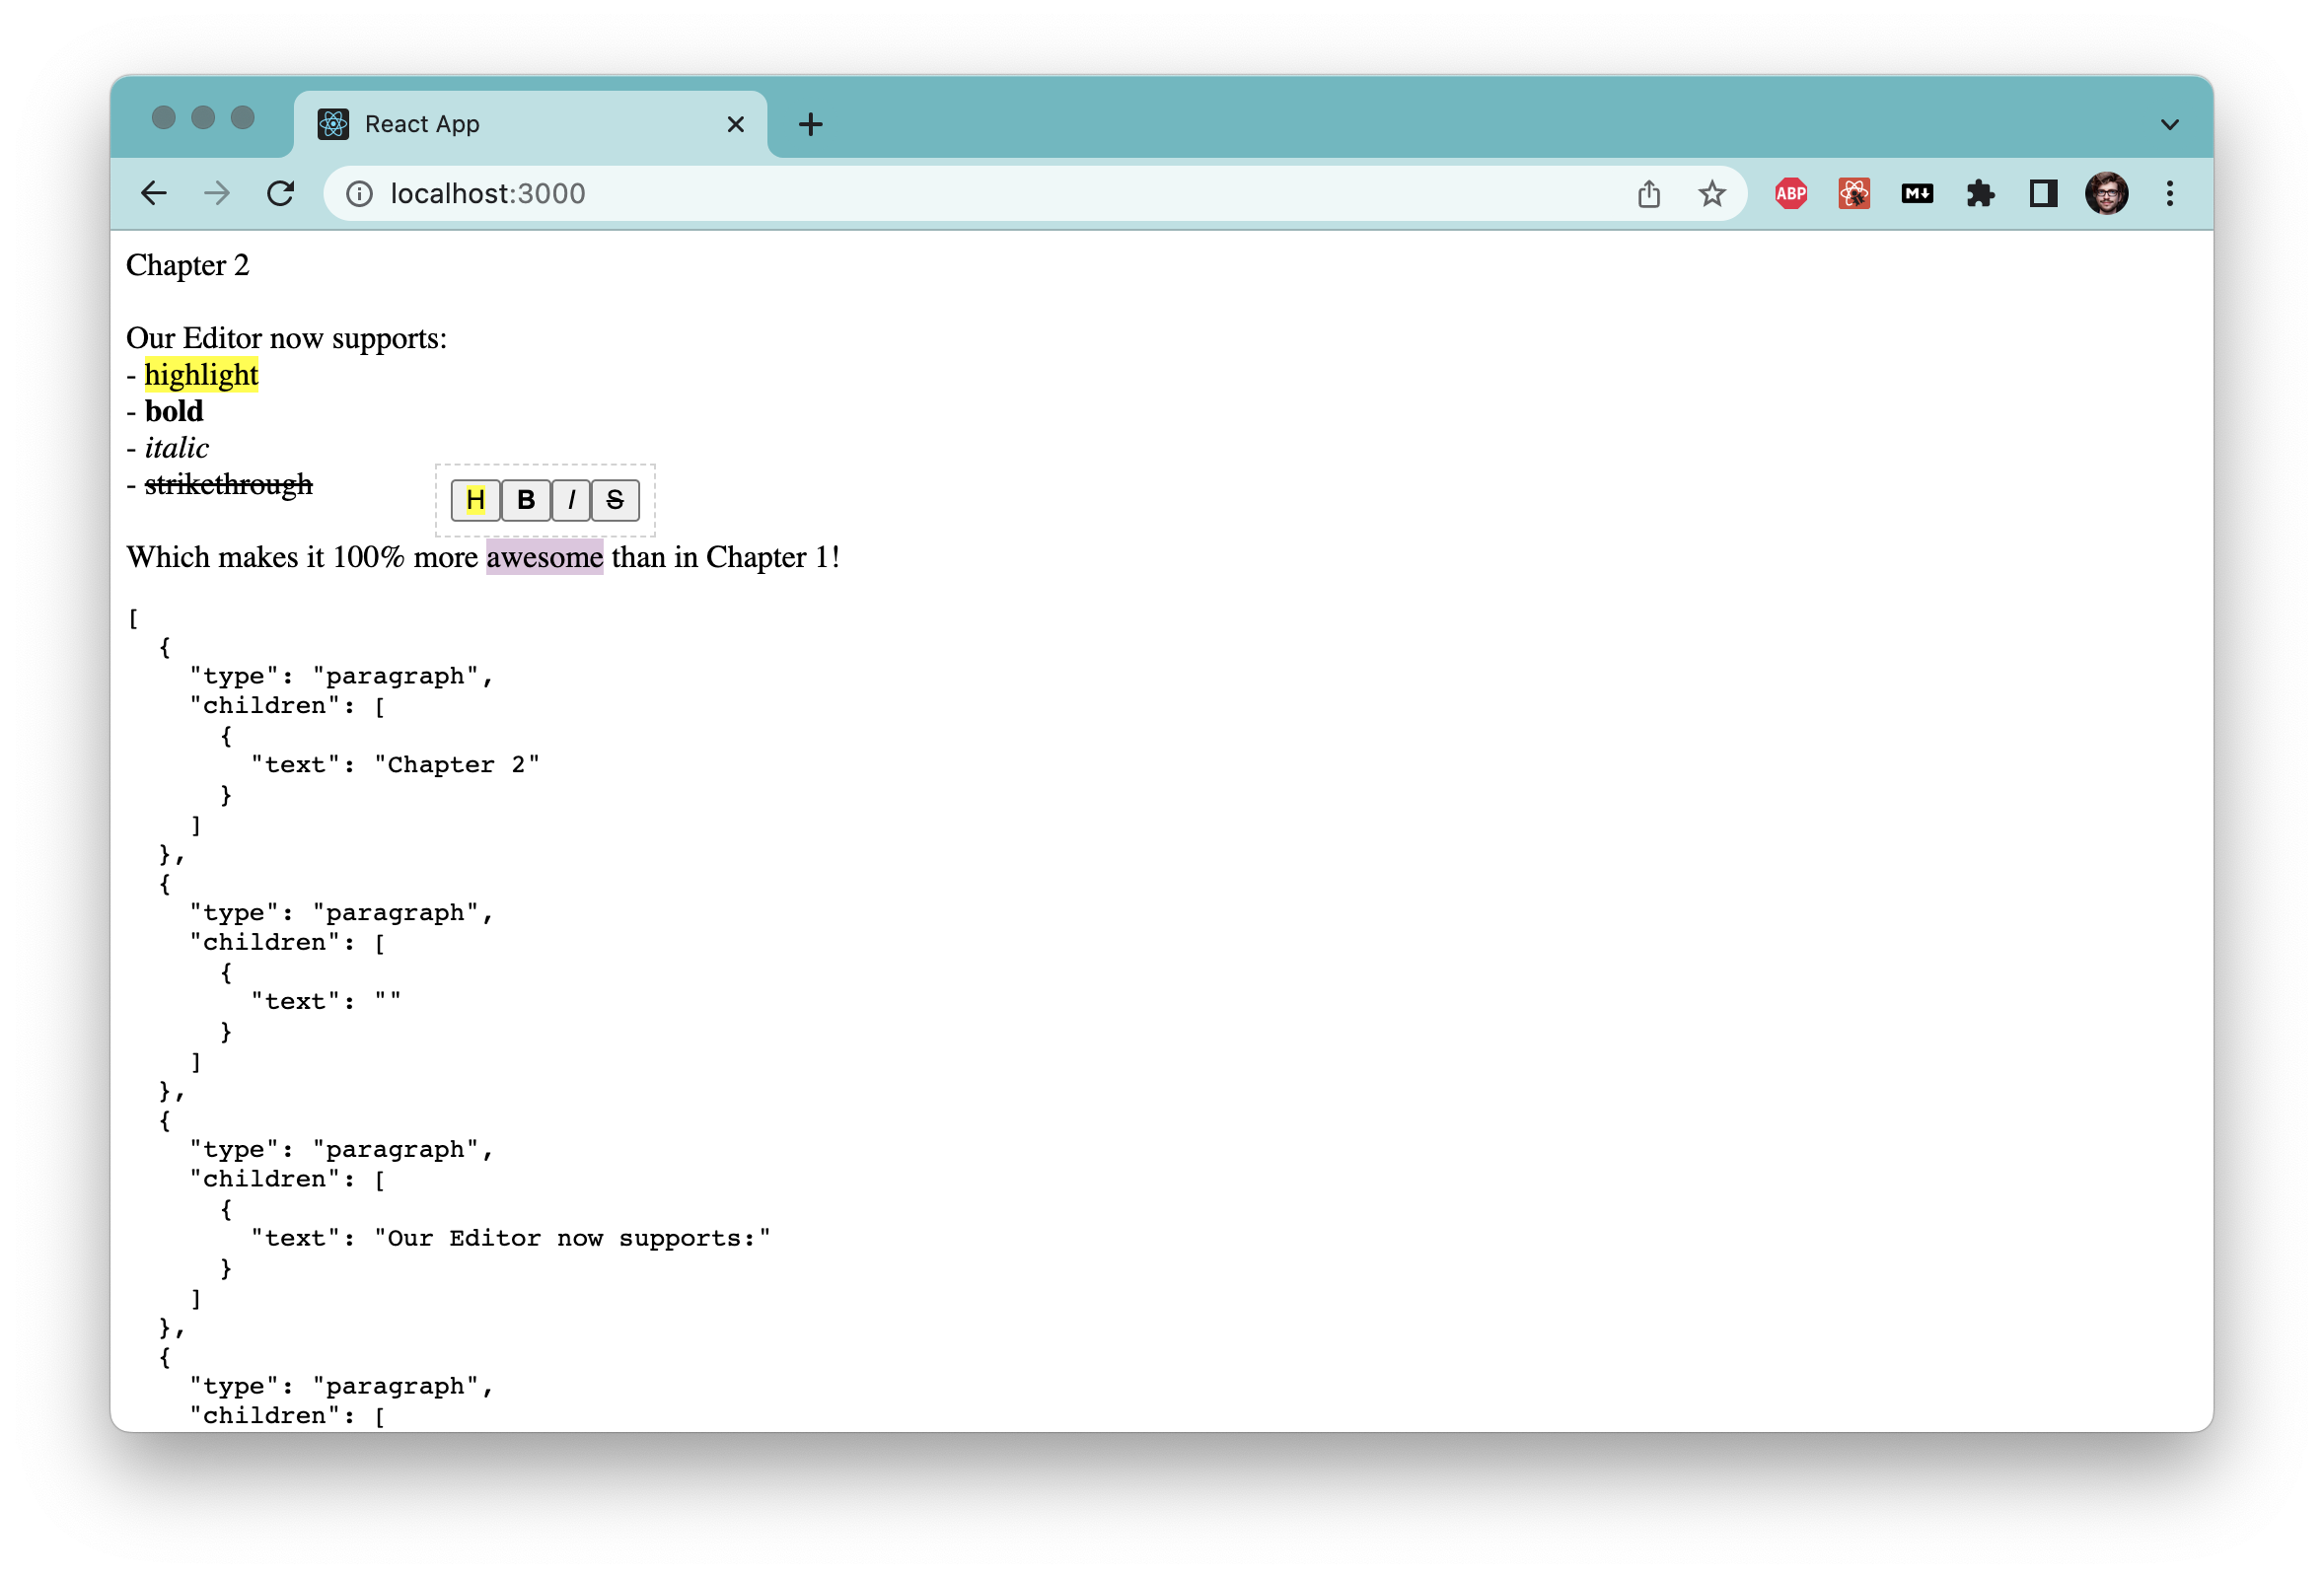 React App
localhost:3000
ABP
M
Chapter 2
Our Editor now supports:
- highlight
- bold
- italic
- strikethrough
H B I S
Which makes it 100% more awesome than in Chapter 1!
[
  {
    "type": "paragraph",
    "children": [
      {
        "text": "Chapter 2"
      }
    ]
  },
  {
    "type": "paragraph",
    "children": [
      {
        "text": ""
      }
    ]
  },
  {
    "type": "paragraph",
    "children": [
      {
        "text": "Our Editor now supports:"
      }
    ]
  },
  {
    "type": "paragraph",
    "children": [